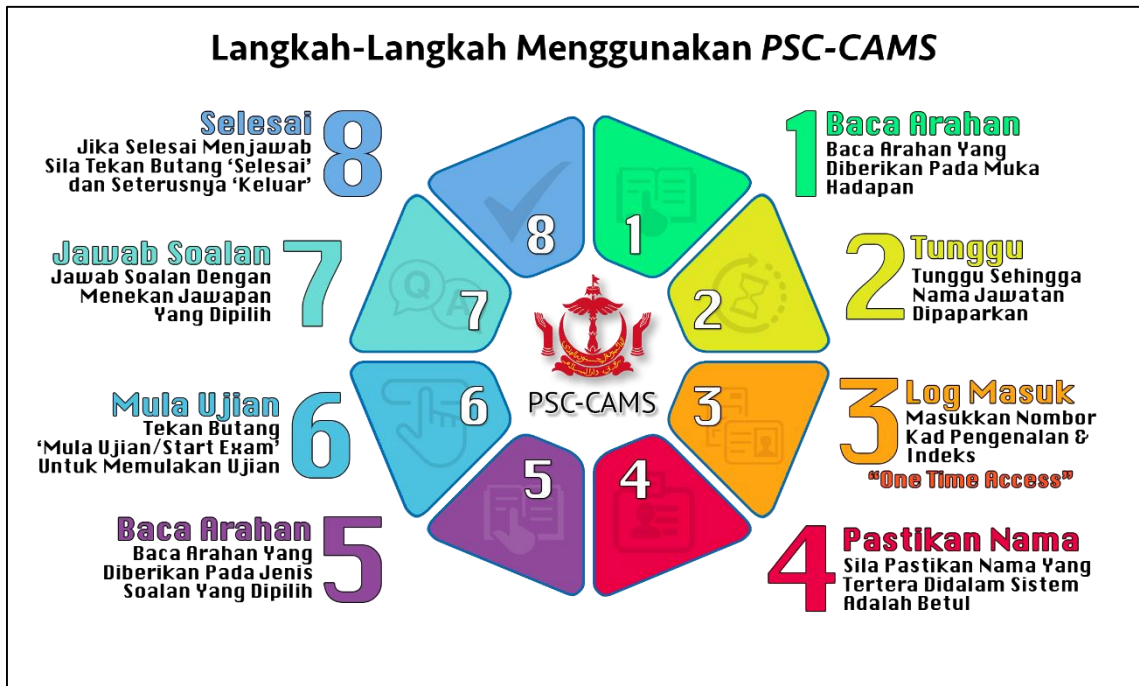 Langkah-Langkah Menggunakan PSC-CAMS
1
Baca Arahan
Baca Arahan Yang
Diberikan Pada Muka
Hadapan
2
Tunggu
Tunggu Sehingga
Nama Jawatan
Dipaparkan
3
Log Masuk
Masukkan Nombor
Kad Pengenalan &
Indeks
“One Time Access”
4
Pastikan Nama
Sila Pastikan Nama Yang
Tertera Didalam Sistem
Adalah Betul
5
Baca Arahan
Baca Arahan Yang
Diberikan Pada Jenis
Soalan Yang Dipilih
6
Mula Ujian
Tekan Butang
‘Mula Ujian/Start Exam’
Untuk Memulakan Ujian
7
Jawab Soalan
Jawab Soalan Dengan
Menekan Jawapan
Yang Dipilih
8
Selesai
Jika Selesai Menjawab
Sila Tekan Butang ‘Selesai’
dan Seterusnya ‘Keluar’
8
1
7
Q
A
2
6
3
5
4
PSC-CAMS